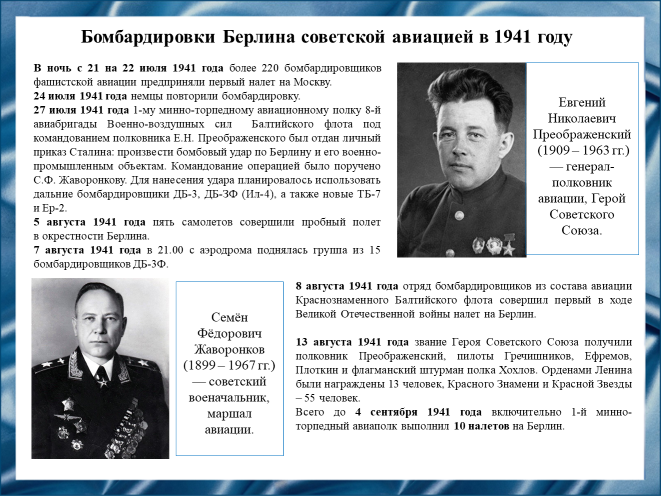 Бомбардировки Берлина советской авиацией в 1941 году
В ночь с 21 на 22 июля 1941 года более 220 бомбардировщиков
фашистской авиации предприняли первый налет на Москву.
24 июля 1941 года немцы повторили бомбардировку.
27 июля 1941 года 1-му минно-торпедному авиационному полку 8-й
авиабригады Военно-воздушных сил Балтийского флота под
командованием полковника Е.Н. Преображенского был отдан личный
приказ Сталина: произвести бомбовый удар по Берлину и его военно-
промышленным объектам. Командование операцией было поручено
С.Ф. Жаворонкову. Для нанесения удара планировалось использовать
дальние бомбардировщики ДБ-3, ДБ-3Ф (Ил-4), а также новые ТБ-7
и Ер-2.
5 августа 1941 года пять самолетов совершили пробный полет
в окрестности Берлина.
7 августа 1941 года в 21.00 с аэродрома поднялась группа из 15
бомбардировщиков ДБ-3Ф.
Евгений
Николаевич
Преображенский
(1909 – 1963 гг.)
— генерал-
полковник
авиации, Герой
Советского
Союза.
Семён
Фёдорович
Жаворонков
(1899 – 1967 гг.)
— советский
военачальник,
маршал
авиации.
8 августа 1941 года отряд бомбардировщиков из состава авиации
Краснознаменного Балтийского флота совершил первый в ходе
Великой Отечественной войны налет на Берлин.
13 августа 1941 года звание Героя Советского Союза получили
полковник Преображенский, пилоты Гречишников, Ефремов,
Плоткин и флагманский штурман полка Хохлов. Орденами Ленина
были награждены 13 человек, Красного Знамени и Красной Звезды
– 55 человек.
Всего до 4 сентября 1941 года включительно 1-й минно-
торпедный авиаполк выполнил 10 налетов на Берлин.